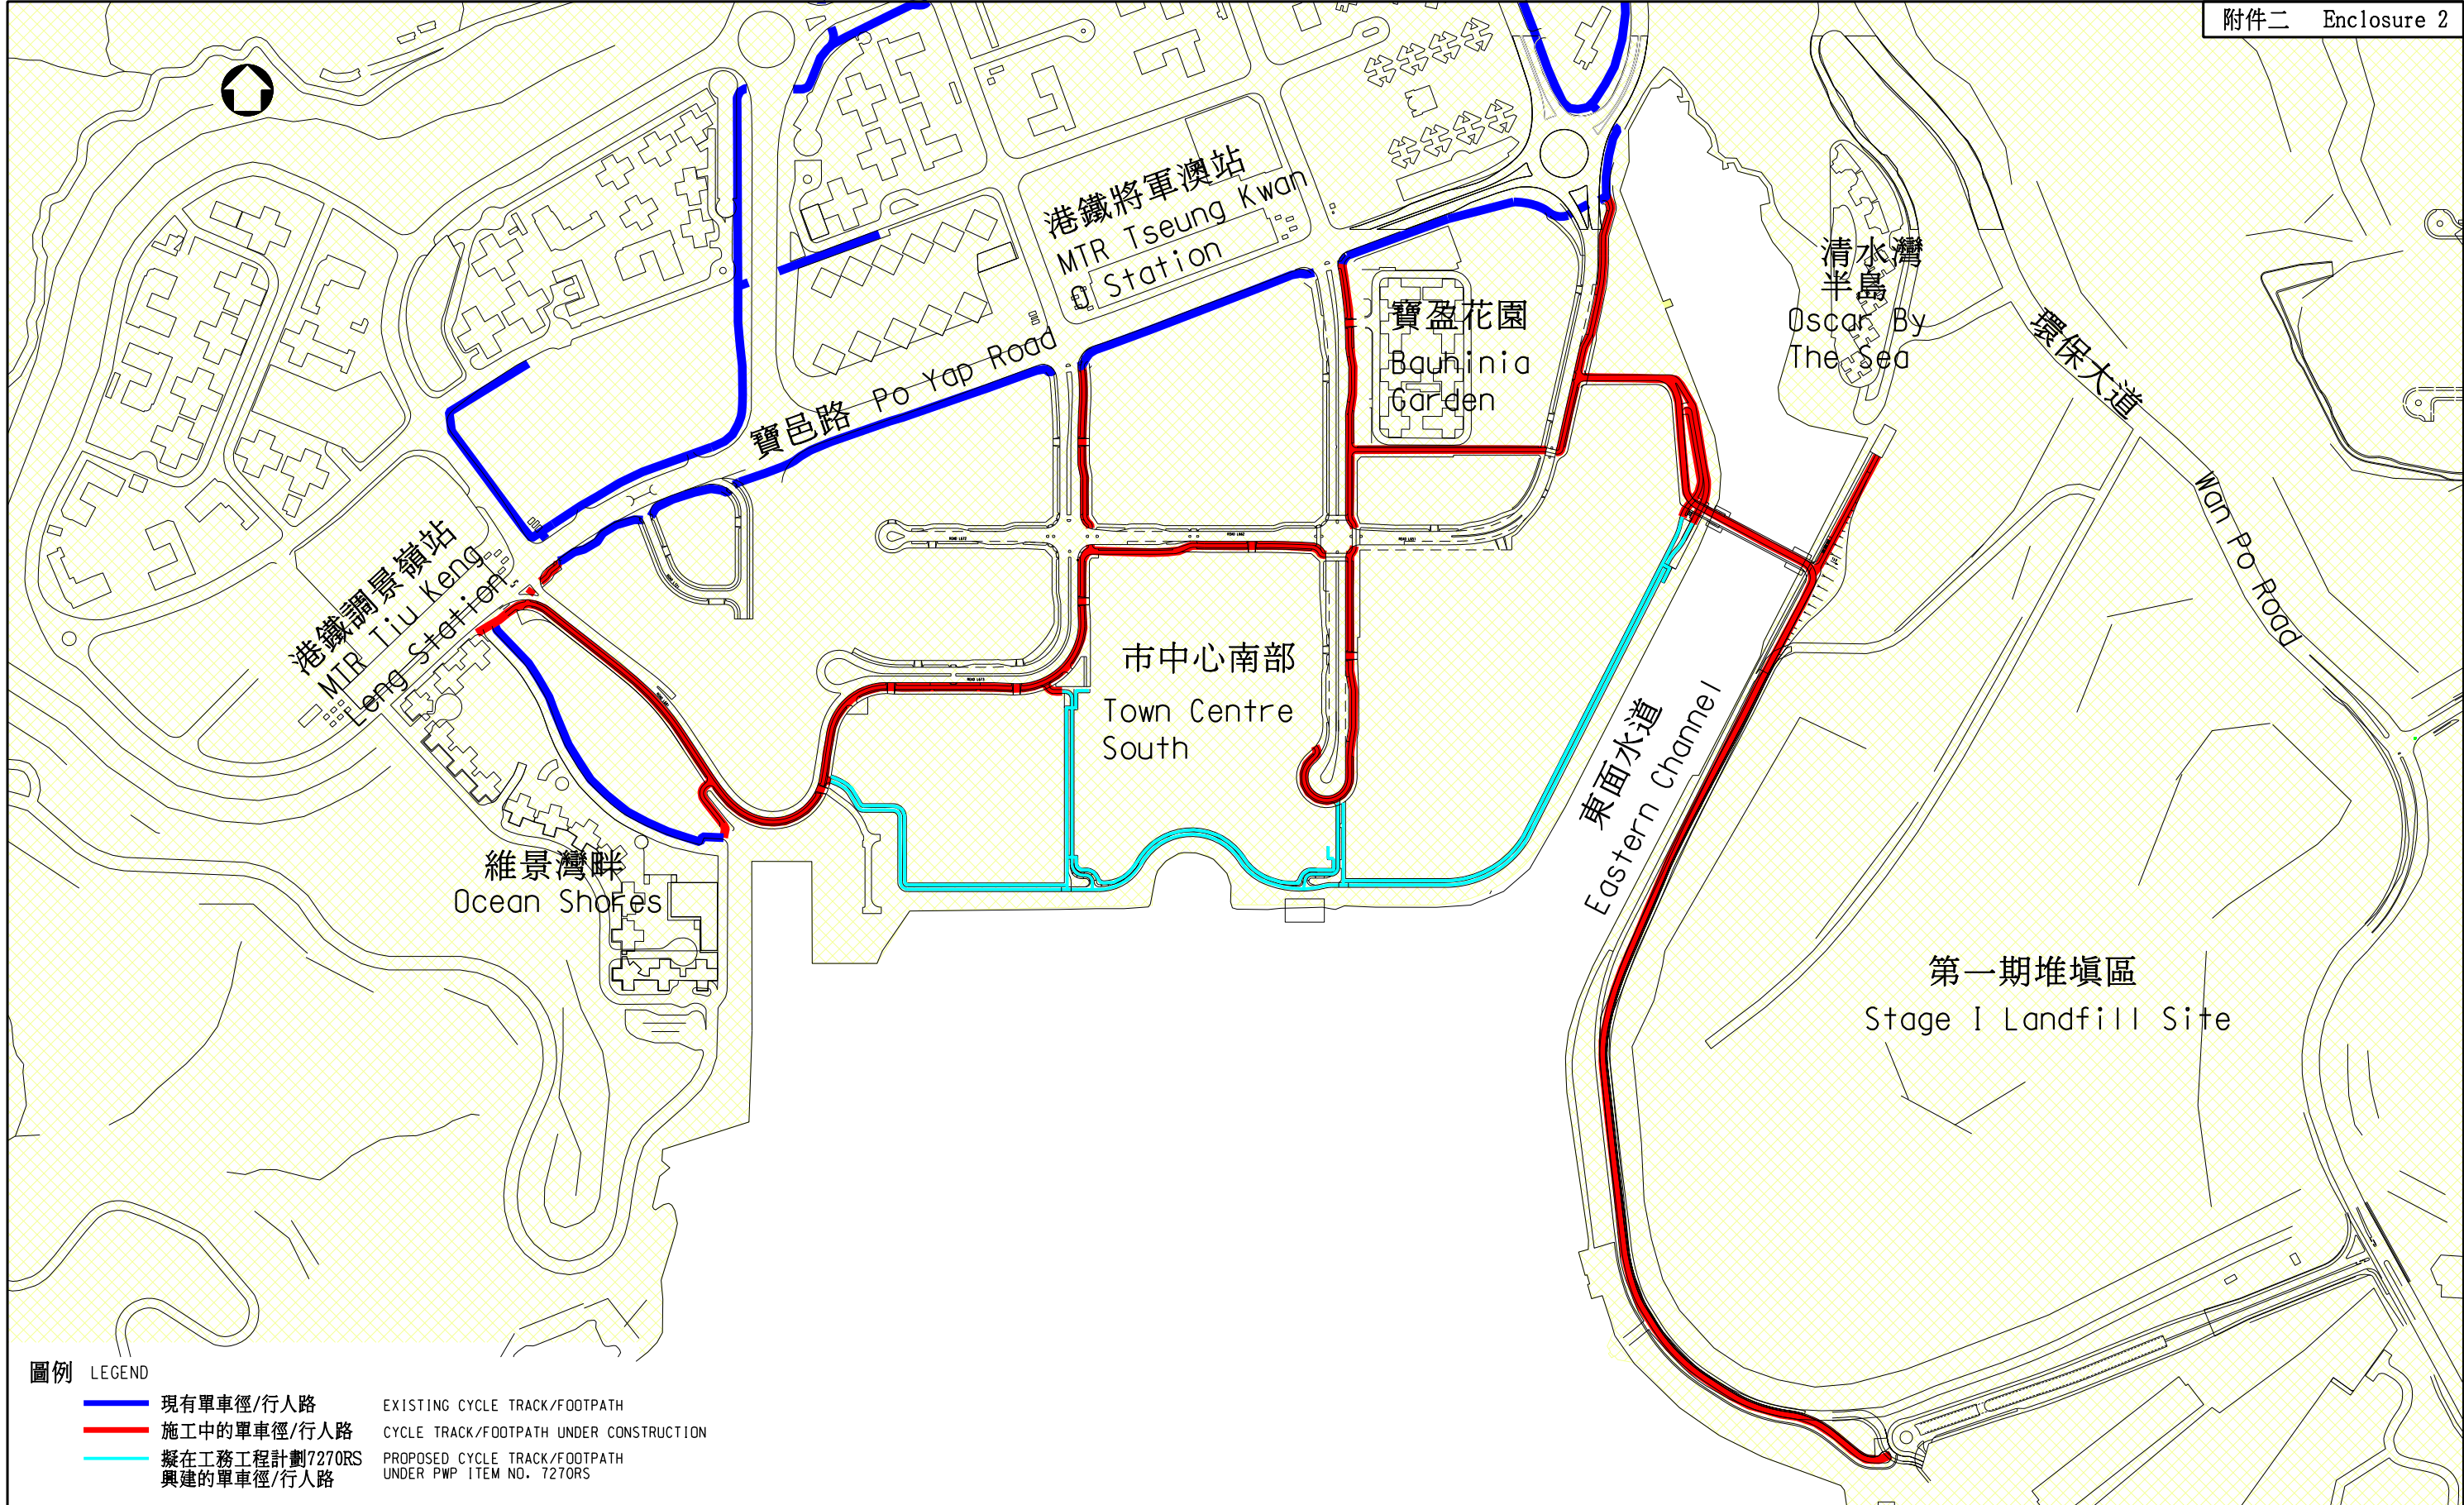 附件二 Enclosure 2
港鐵將軍澳站
MTR Tseung Kwan
O Station
清水灣
半島
Oscar By
The Sea
寶盈花園
Bauhinia
Garden
環保大道
Wan Po Road
寶邑路 Po Yap Road
港鐵調景嶺站
MTR Tiu Keng
Leng Station
市中心南部
Town Centre
South
東面水道
Eastern Channel
維景灣畔
Ocean Shores
第一期堆塡區
Stage I Landfill Site
圖例 LEGEND
現有單車徑/行人路 EXISTING CYCLE TRACK/FOOTPATH
施工中的單車徑/行人路 CYCLE TRACK/FOOTPATH UNDER CONSTRUCTION
擬在工務工程計劃7270RS PROPOSED CYCLE TRACK/FOOTPATH
興建的單車徑/行人路 UNDER PWP ITEM NO. 7270RS